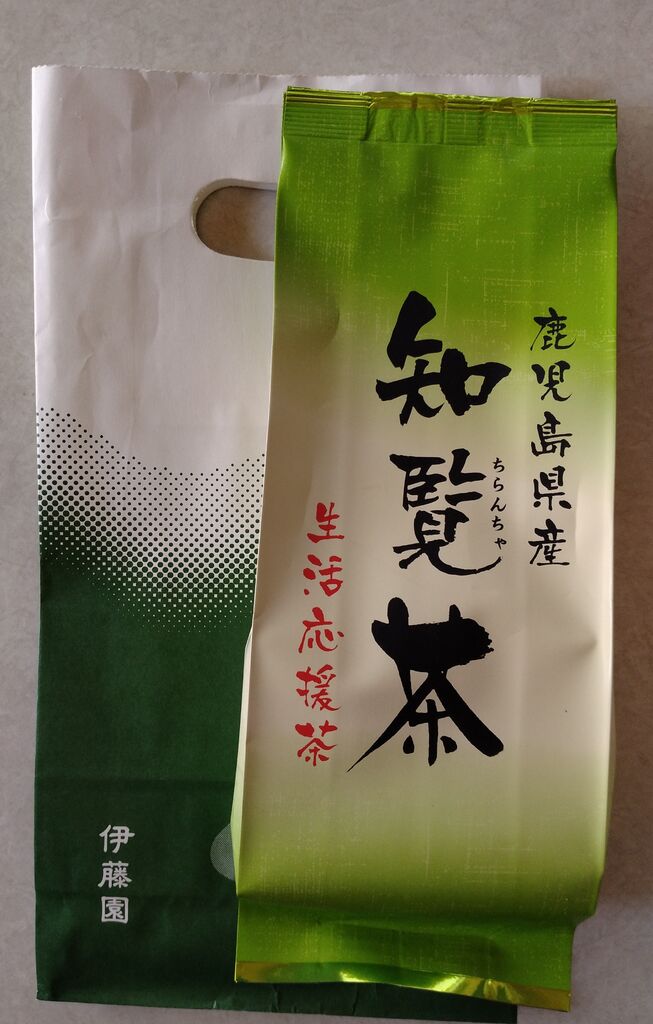 鹿児島県産
知覧茶
ちらんちゃ
生活応援茶
伊藤園